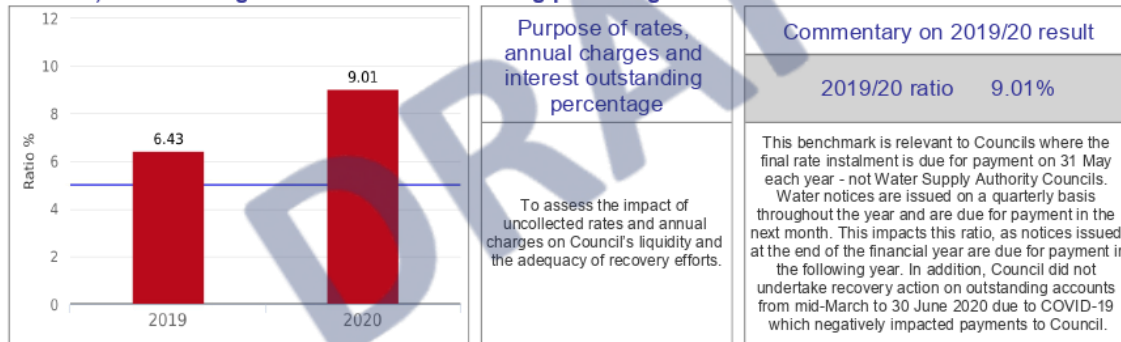 12
10
8
6
4
2
0
Ratio %
6.43
9.01
2019
2020
Purpose of rates,
annual charges and
interest outstanding
percentage
To assess the impact of
uncollected rates and annual
charges on Council's liquidity and
the adequacy of recovery efforts.
Commentary on 2019/20 result
2019/20 ratio 9.01%
This benchmark is relevant to Councils where the
final rate instalment is due for payment on 31 May
each year - not Water Supply Authority Councils.
Water notices are issued on a quarterly basis
throughout the year and are due for payment in the
next month. This impacts this ratio, as notices issued
at the end of the financial year are due for payment in
the following year. In addition, Council did not
undertake recovery action on outstanding accounts
from mid-March to 30 June 2020 due to COVID-19
which negatively impacted payments to Council.
DRA